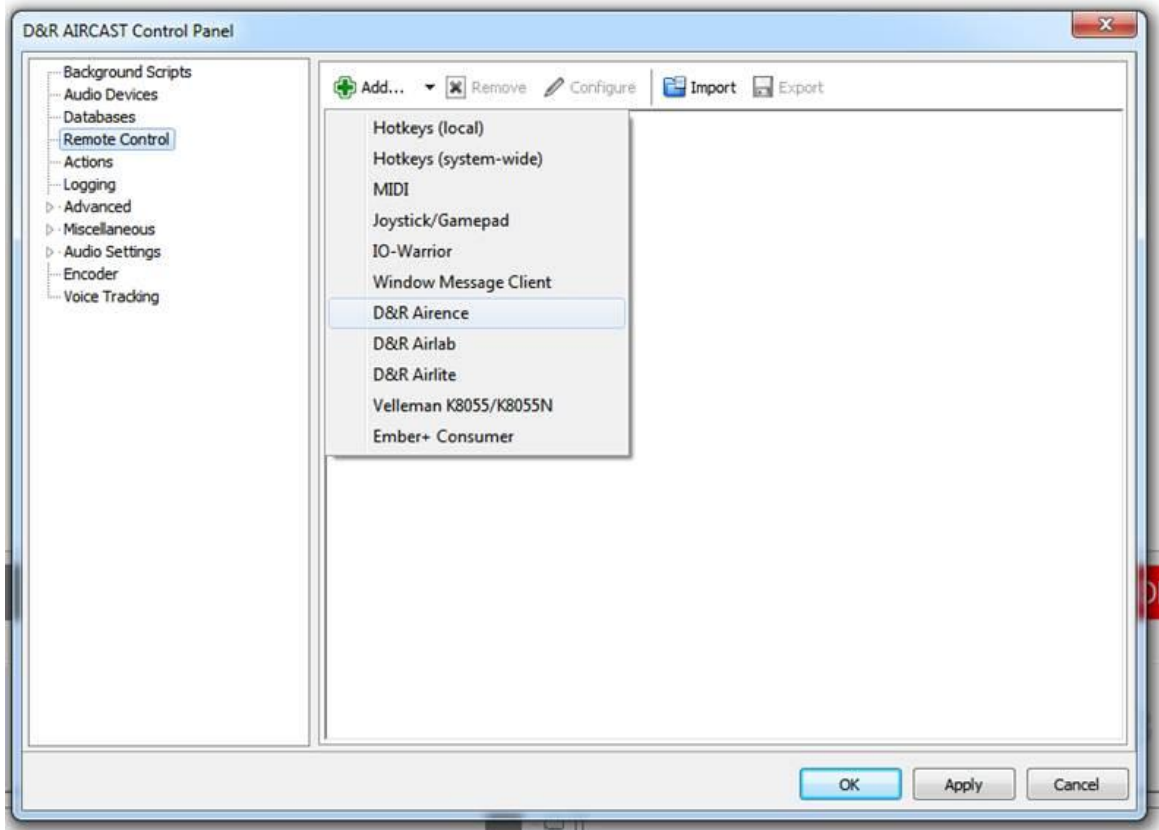 D&R AIRCAST Control Panel
Background Scripts
Audio Devices
Databases
Remote Control
Actions
Logging
Advanced
Miscellaneous
Audio Settings
Encoder
Voice Tracking
Add... Remove Configure Import Export
Hotkeys (local)
Hotkeys (system-wide)
MIDI
Joystick/Gamepad
IO-Warrior
Window Message Client
D&R Airence
D&R Airlab
D&R Airlite
Velleman K8055/K8055N
Ember+ Consumer
OK Apply Cancel